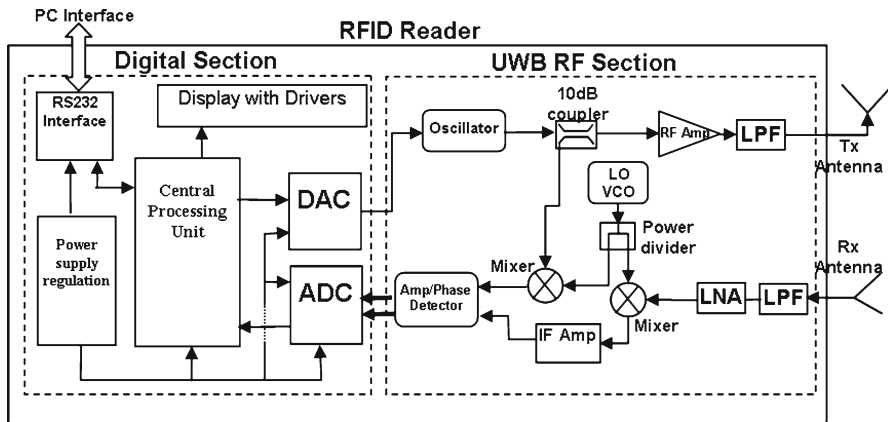 PC Interface
RFID Reader
Digital Section
UWB RF Section
RS232
Interface
Display with Drivers
10dB
coupler
Oscillator
RF Amp
LPF
Tx
Antenna
Central
Processing
Unit
DAC
LO
VCO
Power
divider
Power
supply
regulation
ADC
Amp/Phase
Detector
Mixer
Mixer
LNA
LPF
Rx
Antenna
IF Amp